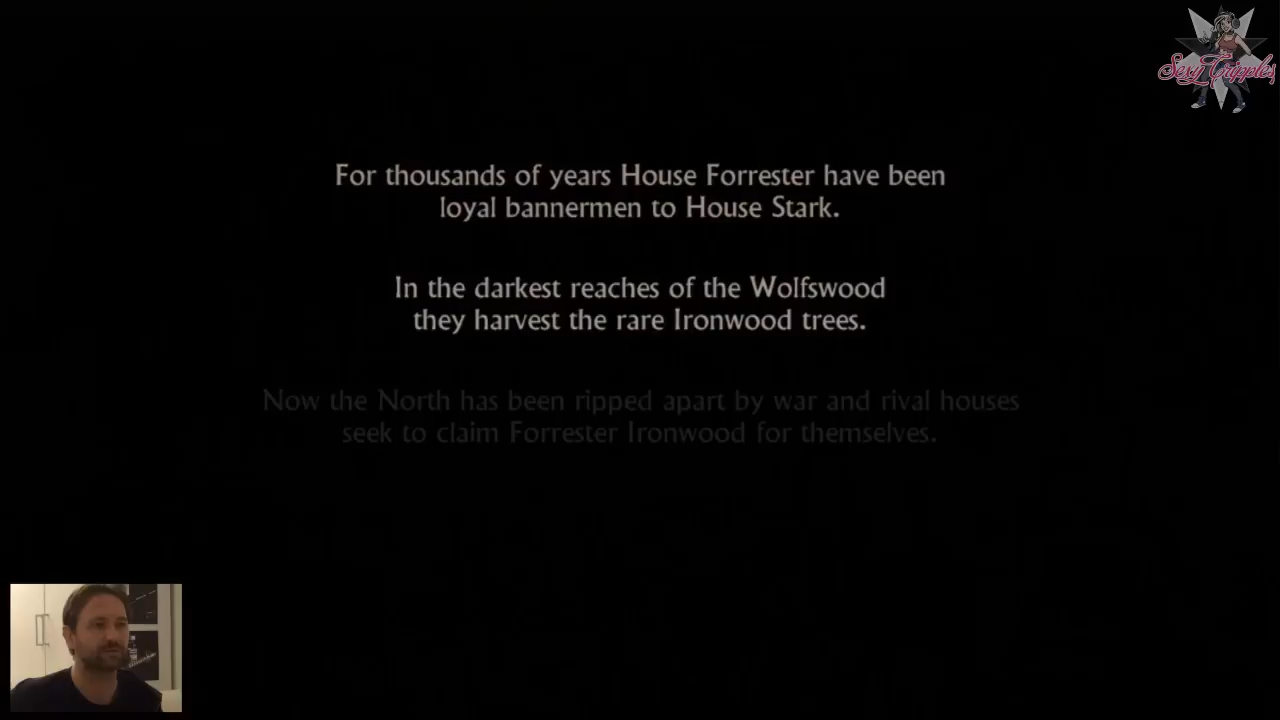 Sexy Cripples
For thousands of years House Forrester have been
loyal bannermen to House Stark.
In the darkest reaches of the Wolfswood
they harvest the rare Ironwood trees.
Now the North has been ripped apart by war and rival houses
seek to claim Forrester Ironwood for themselves.